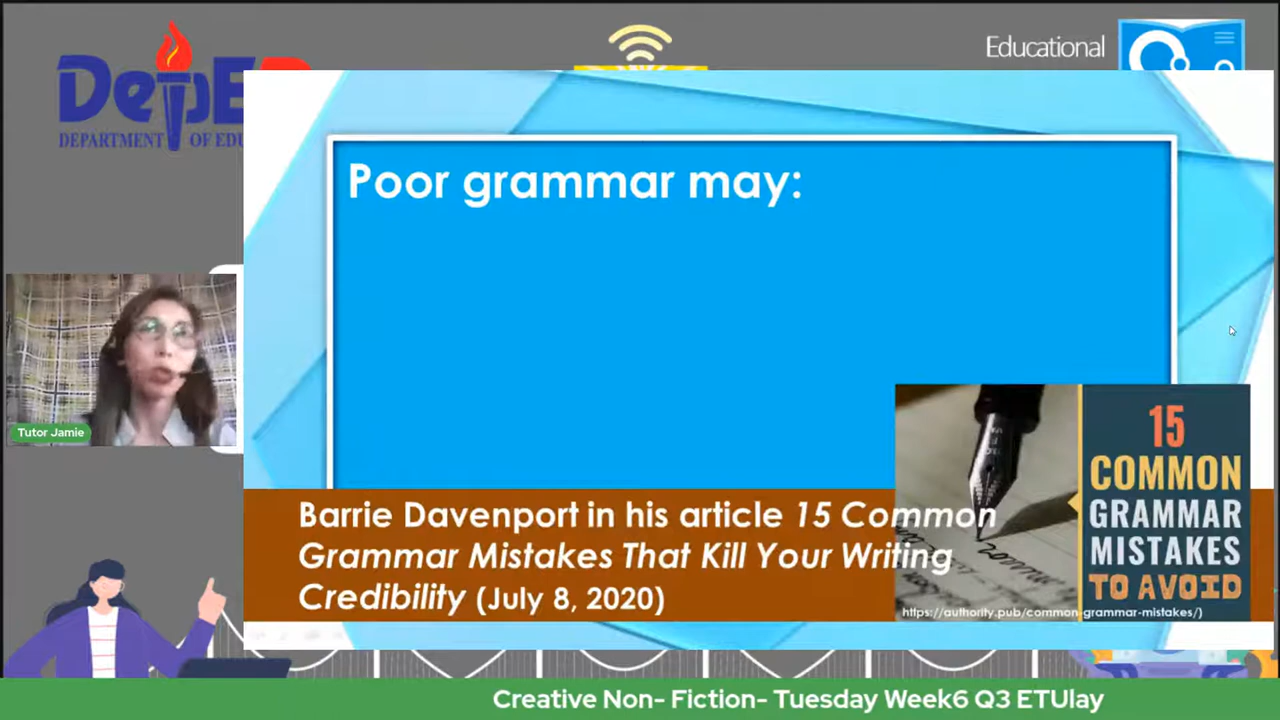 Educational
DepE
DEPARTMENT OF EDU
Poor grammar may:
Tutor Jamie
15
COMMON
GRAMMAR
MISTAKES
TO AVOID
Barrie Davenport in his article 15 Common
Grammar Mistakes That Kill Your Writing
Credibility (July 8, 2020)
https://authority.pub/common-grammar-mistakes/)
Creative Non- Fiction- Tuesday Week6 Q3 ETUlay